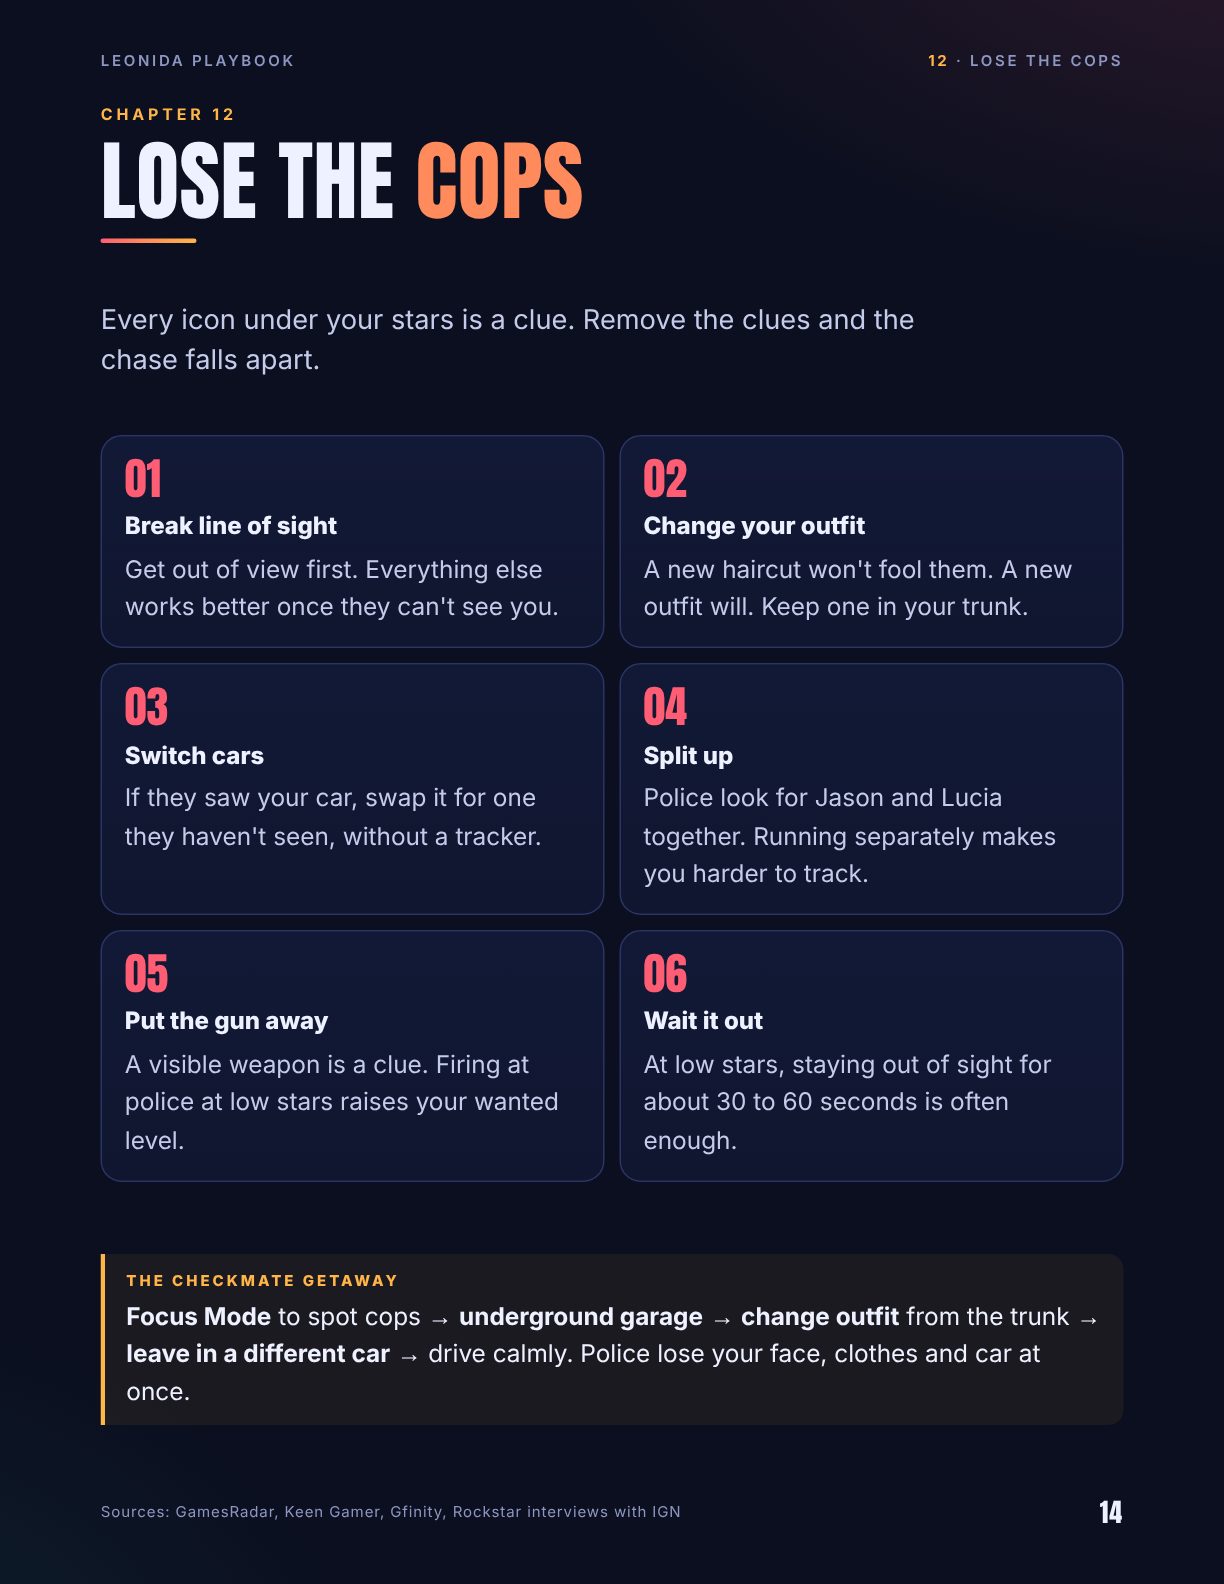 LEONIDA PLAYBOOK
12 · LOSE THE COPS
CHAPTER 12
LOSE THE COPS
Every icon under your stars is a clue. Remove the clues and the
chase falls apart.
01
Break line of sight
Get out of view first. Everything else
works better once they can't see you.
02
Change your outfit
A new haircut won't fool them. A new
outfit will. Keep one in your trunk.
03
Switch cars
If they saw your car, swap it for one
they haven't seen, without a tracker.
04
Split up
Police look for Jason and Lucia
together. Running separately makes
you harder to track.
05
Put the gun away
A visible weapon is a clue. Firing at
police at low stars raises your wanted
level.
06
Wait it out
At low stars, staying out of sight for
about 30 to 60 seconds is often
enough.
THE CHECKMATE GETAWAY
Focus Mode to spot cops → underground garage → change outfit from the trunk →
leave in a different car → drive calmly. Police lose your face, clothes and car at
once.
Sources: GamesRadar, Keen Gamer, Gfinity, Rockstar interviews with IGN
14